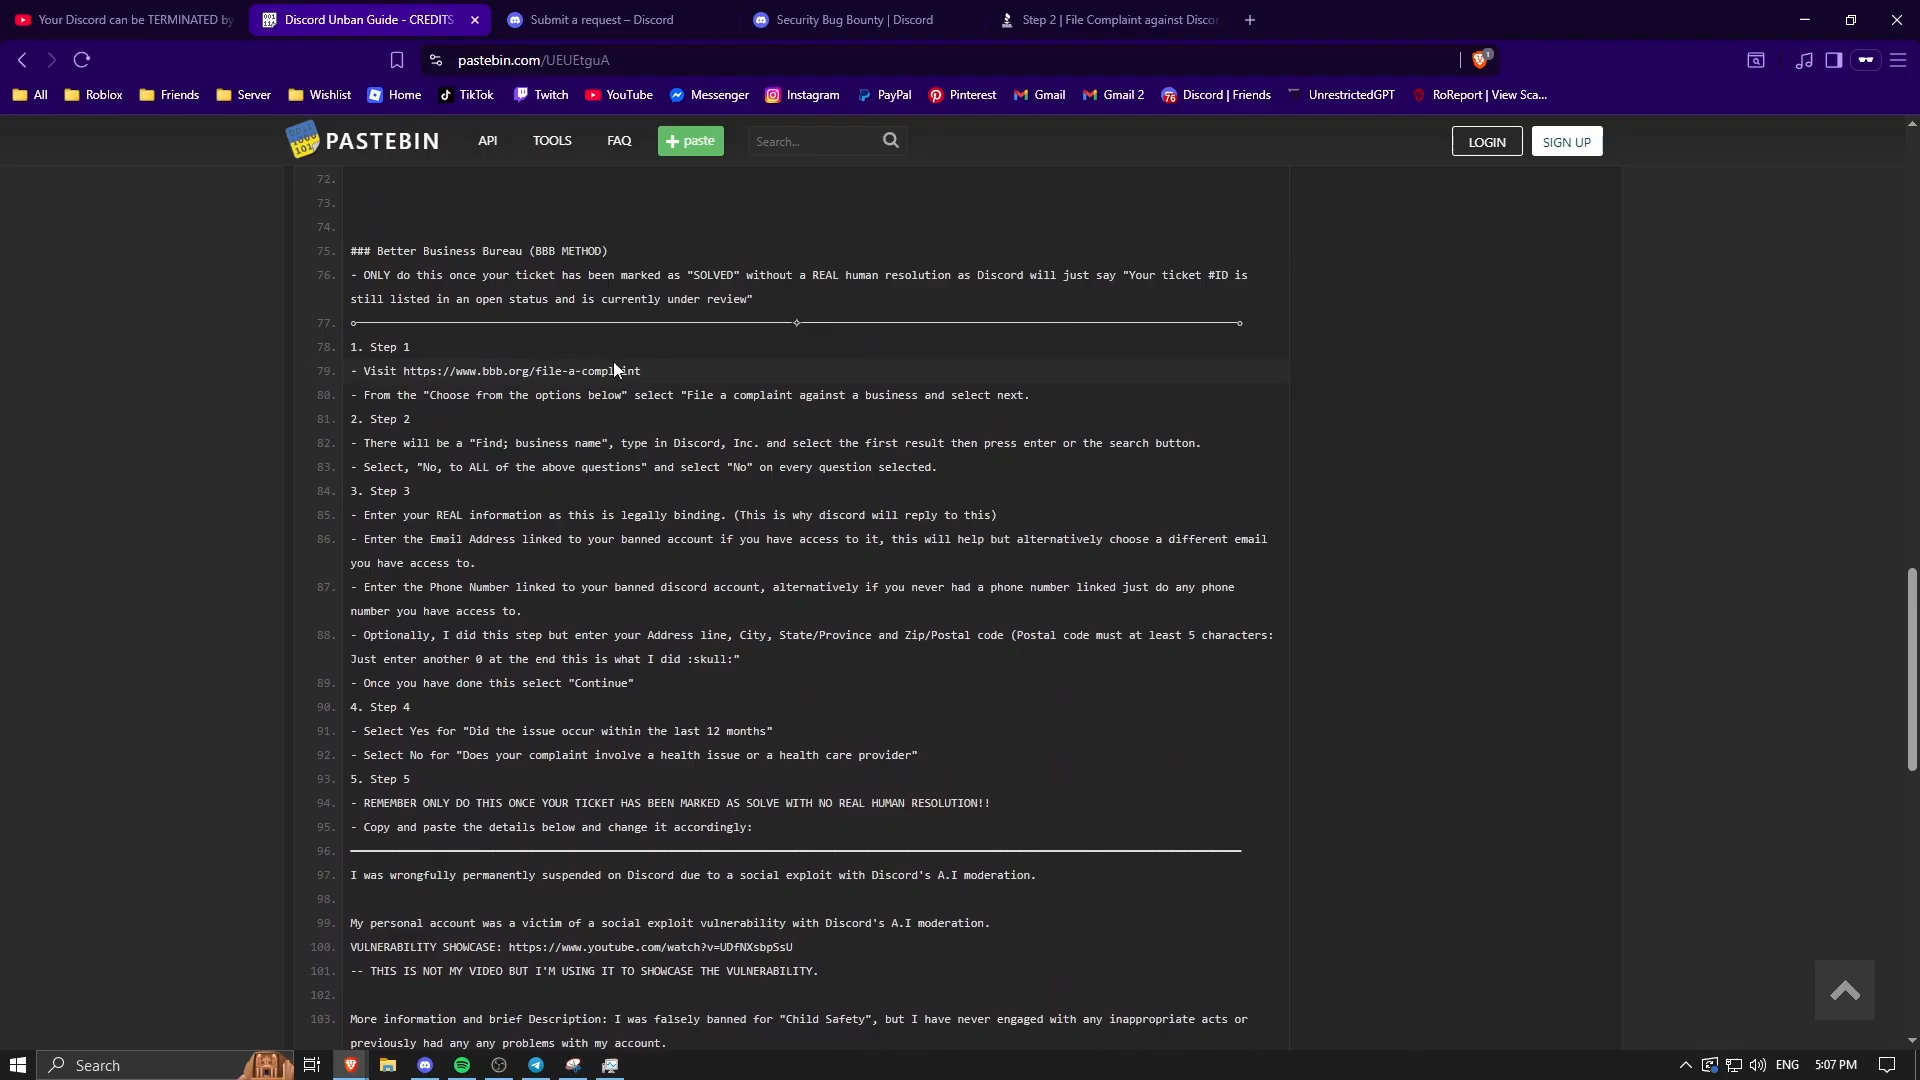 Your Discord can be TERMINATED by
Discord Unban Guide - CREDITS
Submit a request – Discord
Security Bug Bounty | Discord
Step 2 | File Complaint against Disco
pastebin.com/UEUEtguA
1
All
Roblox
Friends
Server
Wishlist
Home
TikTok
Twitch
YouTube
Messenger
Instagram
PayPal
Pinterest
Gmail
Gmail 2
76
Discord | Friends
UnrestrictedGPT
RoReport | View Sca...
PASTEBIN
API
TOOLS
FAQ
+ paste
Search...
LOGIN
SIGN UP
72.
73.
74.
75. ### Better Business Bureau (BBB METHOD)
76. - ONLY do this once your ticket has been marked as "SOLVED" without a REAL human resolution as Discord will just say "Your ticket #ID is
still listed in an open status and is currently under review"
77.
78. 1. Step 1
79. - Visit https://www.bbb.org/file-a-complaint
80. - From the "Choose from the options below" select "File a complaint against a business and select next.
81. 2. Step 2
82. - There will be a "Find; business name", type in Discord, Inc. and select the first result then press enter or the search button.
83. - Select, "No, to ALL of the above questions" and select "No" on every question selected.
84. 3. Step 3
85. - Enter your REAL information as this is legally binding. (This is why discord will reply to this)
86. - Enter the Email Address linked to your banned account if you have access to it, this will help but alternatively choose a different email
you have access to.
87. - Enter the Phone Number linked to your banned discord account, alternatively if you never had a phone number linked just do any phone
number you have access to.
88. - Optionally, I did this step but enter your Address line, City, State/Province and Zip/Postal code (Postal code must at least 5 characters:
Just enter another 0 at the end this is what I did :skull:"
89. - Once you have done this select "Continue"
90. 4. Step 4
91. - Select Yes for "Did the issue occur within the last 12 months"
92. - Select No for "Does your complaint involve a health issue or a health care provider"
93. 5. Step 5
94. - REMEMBER ONLY DO THIS ONCE YOUR TICKET HAS BEEN MARKED AS SOLVE WITH NO REAL HUMAN RESOLUTION!!
95. - Copy and paste the details below and change it accordingly:
96.
97. I was wrongfully permanently suspended on Discord due to a social exploit with Discord's A.I moderation.
98.
99. My personal account was a victim of a social exploit vulnerability with Discord's A.I moderation.
100. VULNERABILITY SHOWCASE: https://www.youtube.com/watch?v=UDfNXsbpSsU
101. -- THIS IS NOT MY VIDEO BUT I'M USING IT TO SHOWCASE THE VULNERABILITY.
102.
103. More information and brief Description: I was falsely banned for "Child Safety", but I have never engaged with any inappropriate acts or
previously had any any problems with my account.
Search
ENG
5:07 PM